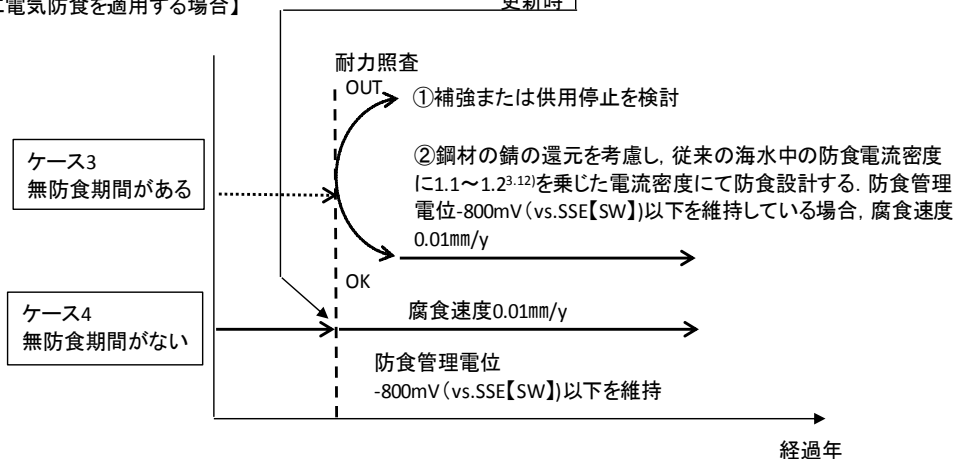 電気防食を適用する場合】
更新時
耐力照査
OUT
①補強または供用停止を検討
ケース3
無防食期間がある
②鋼材の錆の還元を考慮し，従来の海水中の防食電流密度
に1.1～1.2³·¹²⁾を乗じた電流密度にて防食設計する．防食管理
電位-800mV（vs.SSE【SW】）以下を維持している場合，腐食速度
0.01㎜/y
OK
ケース4
無防食期間がない
腐食速度0.01㎜/y
防食管理電位
-800mV（vs.SSE【SW】）以下を維持
経過年